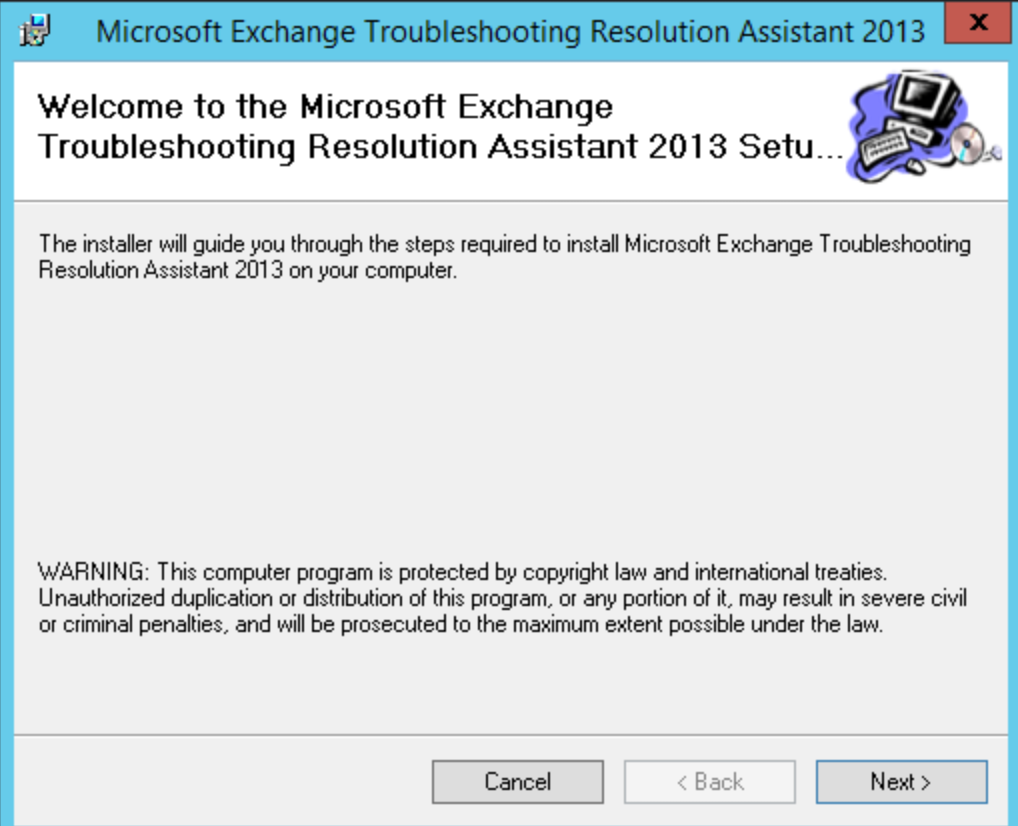 Microsoft Exchange Troubleshooting Resolution Assistant 2013
x
Welcome to the Microsoft Exchange
Troubleshooting Resolution Assistant 2013 Setu...
The installer will guide you through the steps required to install Microsoft Exchange Troubleshooting
Resolution Assistant 2013 on your computer.
WARNING: This computer program is protected by copyright law and international treaties.
Unauthorized duplication or distribution of this program, or any portion of it, may result in severe civil
or criminal penalties, and will be prosecuted to the maximum extent possible under the law.
Cancel
< Back
Next >